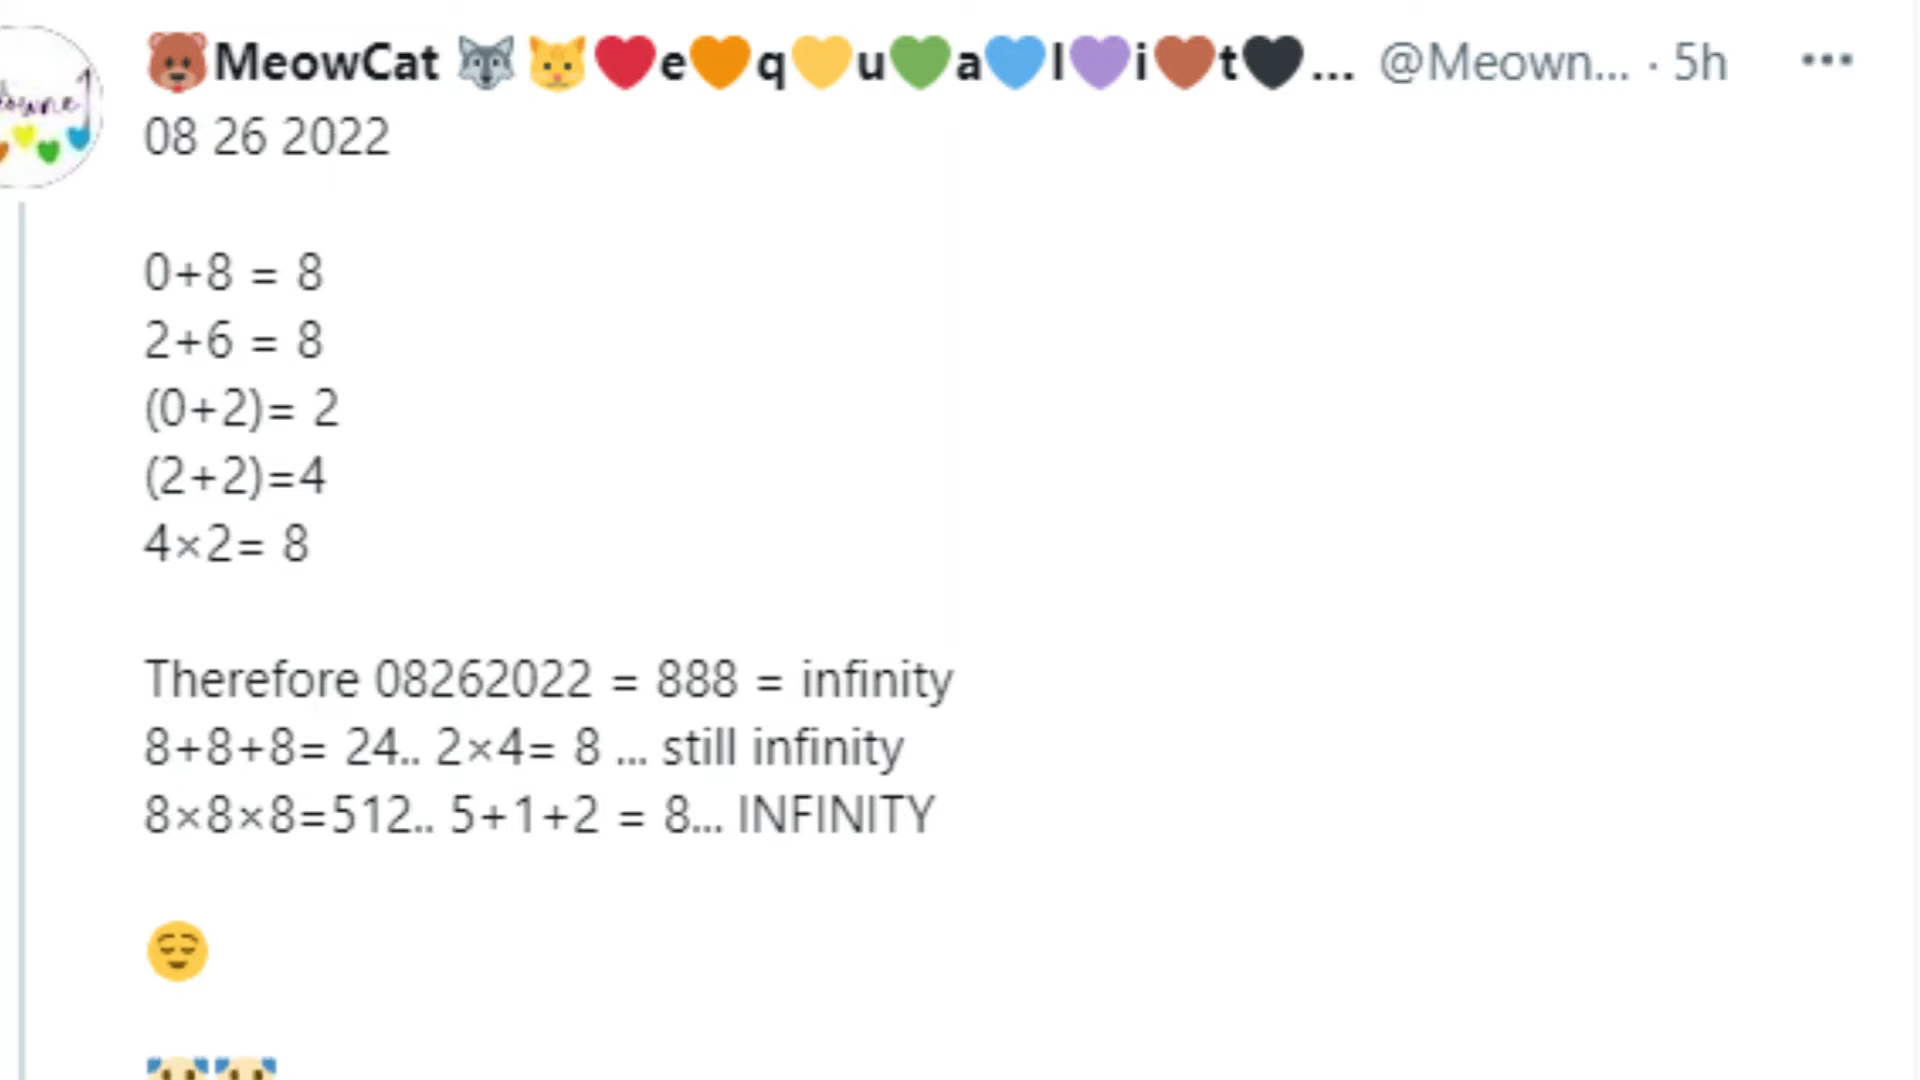 🐻MeowCat 🐺 🐱❤️e🧡q💛u💚a💙l💜i🤎t🖤... @Meown... · 5h ···
08 26 2022
0+8 = 8
2+6 = 8
(0+2)= 2
(2+2)=4
4×2= 8
Therefore 08262022 = 888 = infinity
8+8+8= 24.. 2×4= 8 ... still infinity
8×8×8=512.. 5+1+2 = 8... INFINITY
😌